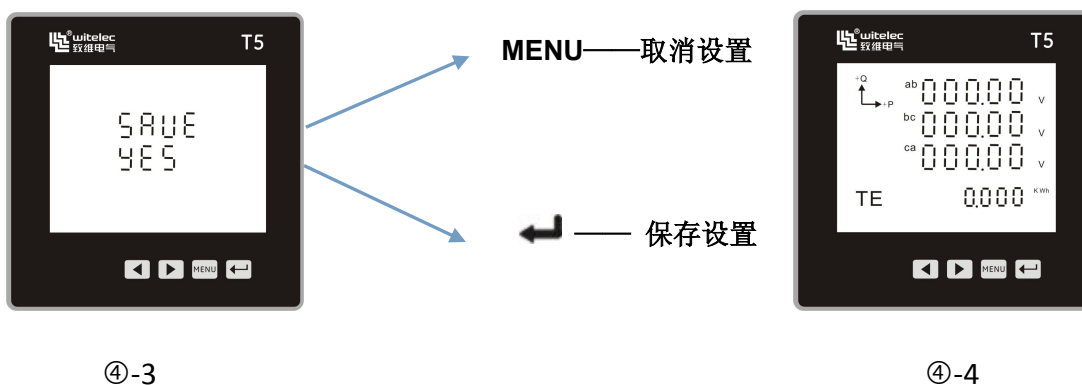 witelec
致维电气
T5
SAVE
YES
MENU
MENU——取消设置
—— 保存设置
witelec
致维电气
T5
+Q
+P
ab 000.00 V
bc 000.00 V
ca 000.00 V
TE 0.000 KWh
MENU
④-3
④-4